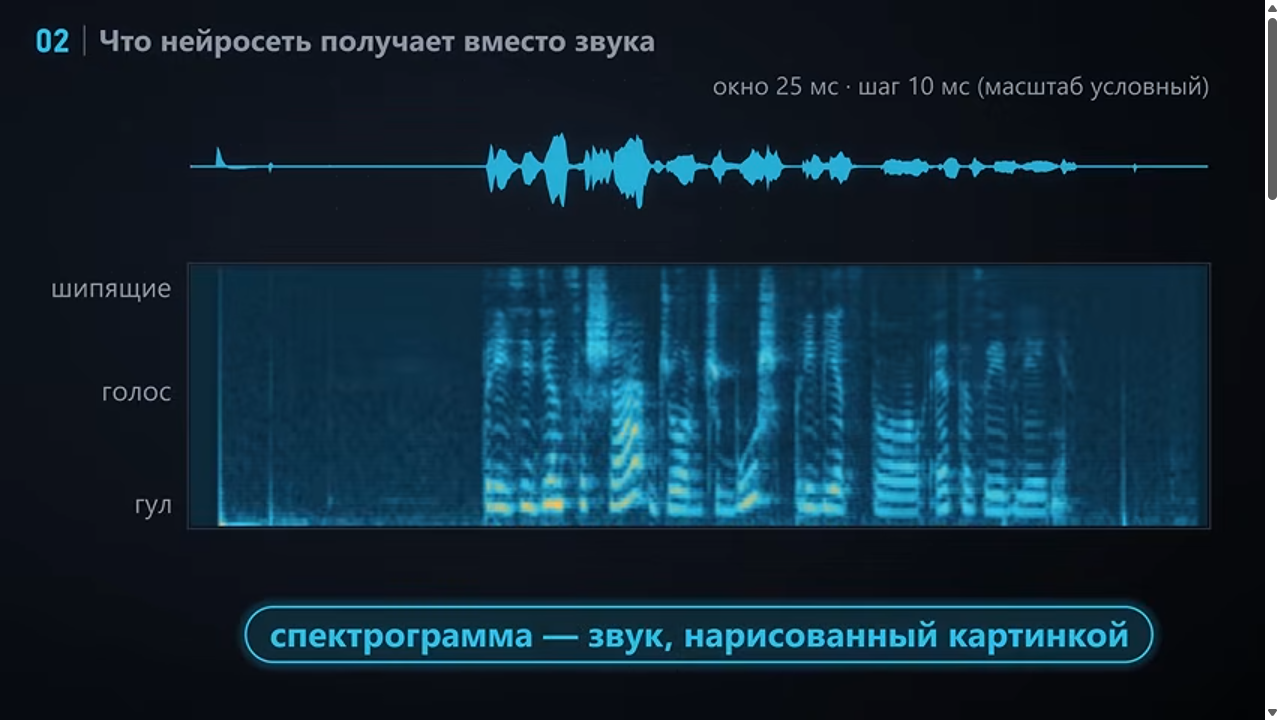 02 | Что нейросеть получает вместо звука
окно 25 мс · шаг 10 мс (масштаб условный)
шипящие
голос
гул
спектрограмма — звук, нарисованный картинкой